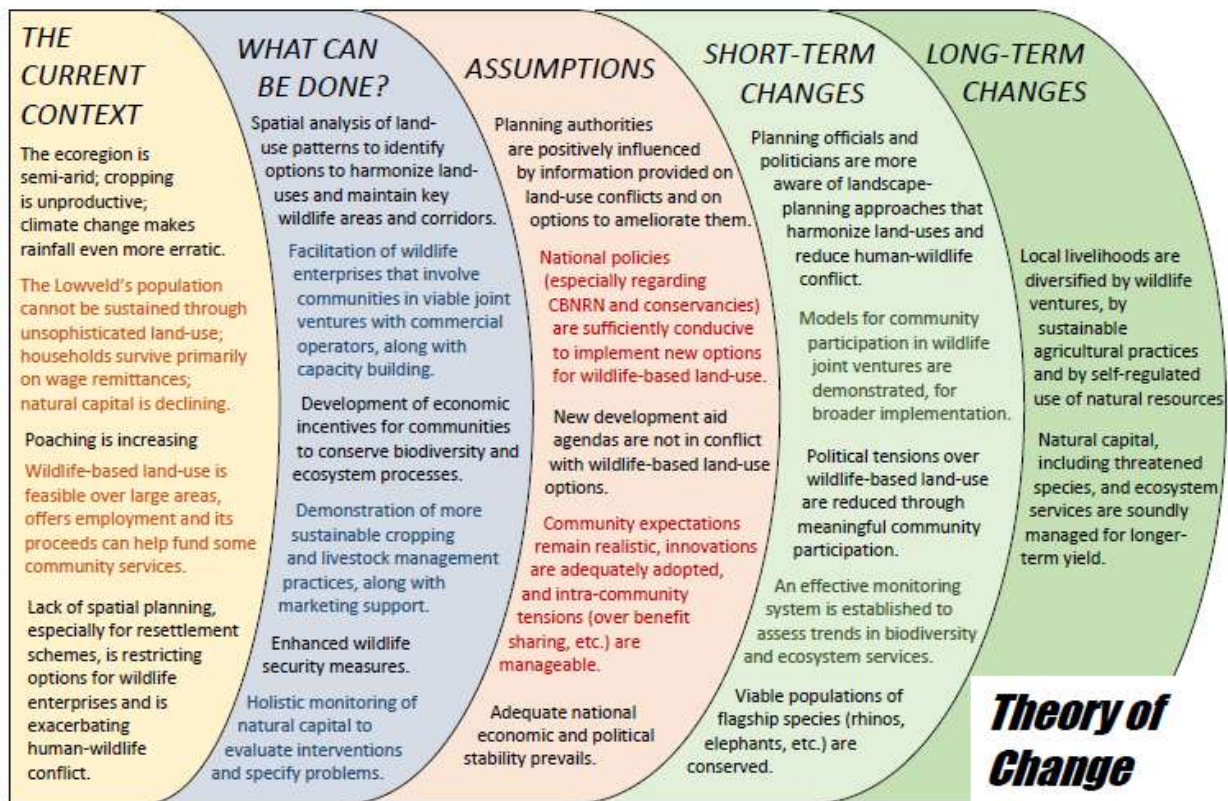 THE
CURRENT
CONTEXT
The ecoregion is
semi-arid; cropping
is unproductive;
climate change makes
rainfall even more erratic.
The Lowveld's population
cannot be sustained through
unsophisticated land-use;
households survive primarily
on wage remittances;
natural capital is declining.
Poaching is increasing
Wildlife-based land-use is
feasible over large areas,
offers employment and its
proceeds can help fund some
community services.
Lack of spatial planning,
especially for resettlement
schemes, is restricting
options for wildlife
enterprises and is
exacerbating
human-wildlife
conflict.
WHAT CAN
BE DONE?
Spatial analysis of land-
use patterns to identify
options to harmonize land-
uses and maintain key
wildlife areas and corridors.
Facilitation of wildlife
enterprises that involve
communities in viable joint
ventures with commercial
operators, along with
capacity building.
Development of economic
incentives for communities
to conserve biodiversity and
ecosystem processes.
Demonstration of more
sustainable cropping
and livestock management
practices, along with
marketing support.
Enhanced wildlife
security measures.
Holistic monitoring of
natural capital to
evaluate interventions
and specify problems.
ASSUMPTIONS
Planning authorities
are positively influenced
by information provided on
land-use conflicts and on
options to ameliorate them.
National policies
(especially regarding
CBNRN and conservancies)
are sufficiently conducive
to implement new options
for wildlife-based land-use.
New development aid
agendas are not in conflict
with wildlife-based land-use
options.
Community expectations
remain realistic, innovations
are adequately adopted,
and intra-community
tensions (over benefit
sharing, etc.) are
manageable.
Adequate national
economic and political
stability prevails.
SHORT-TERM
CHANGES
Planning officials and
politicians are more
aware of landscape-
planning approaches that
harmonize land-uses and
reduce human-wildlife
conflict.
Models for community
participation in wildlife
joint ventures are
demonstrated, for
broader implementation.
Political tensions over
wildlife-based land-use
are reduced through
meaningful community
participation.
An effective monitoring
system is established to
assess trends in biodiversity
and ecosystem services.
Viable populations of
flagship species (rhinos,
elephants, etc.) are
conserved.
LONG-TERM
CHANGES
Local livelihoods are
diversified by wildlife
ventures, by
sustainable
agricultural practices
and by self-regulated
use of natural resources
Natural capital,
including threatened
species, and ecosystem
services are soundly
managed for longer-
term yield.
Theory of
Change